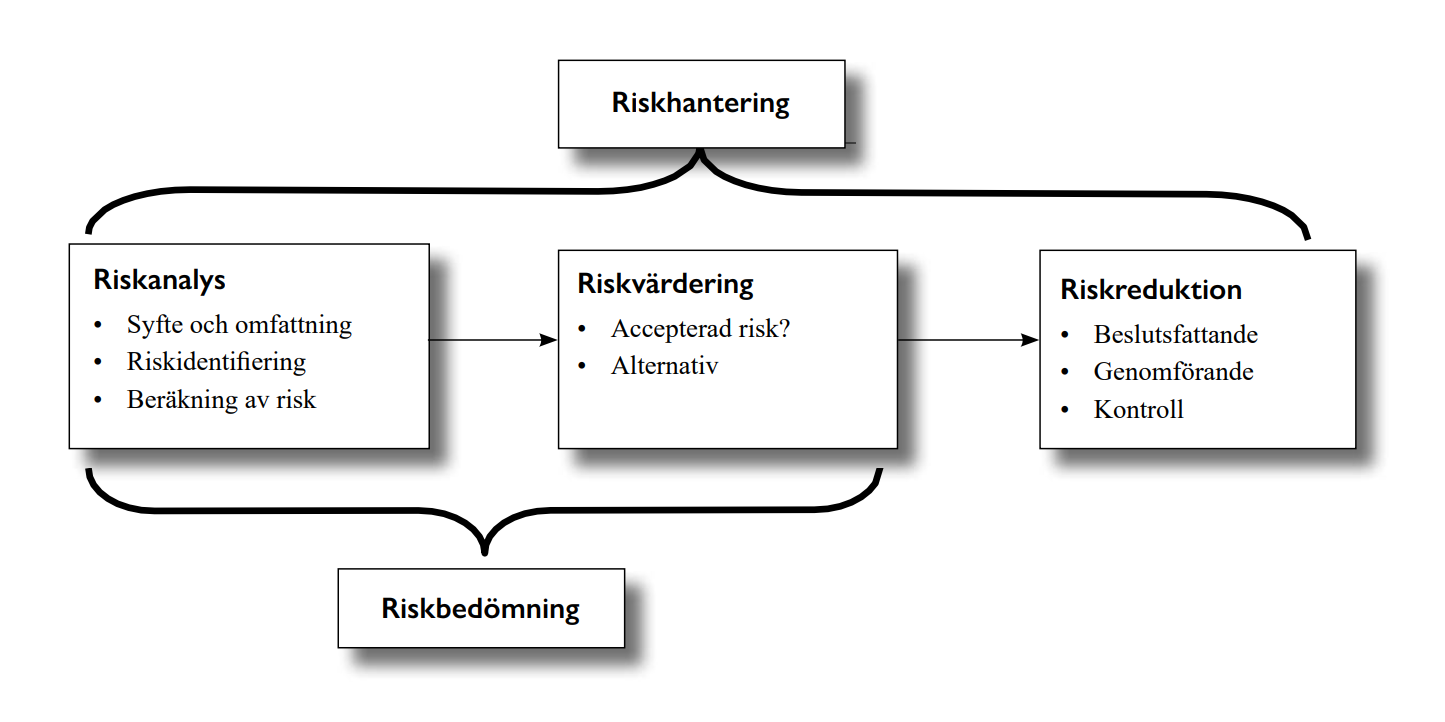 Riskhantering
Riskanalys
• Syfte och omfattning
• Riskidentifiering
• Beräkning av risk
Riskvärdering
• Accepterad risk?
• Alternativ
Riskreduktion
• Beslutsfattande
• Genomförande
• Kontroll
Riskbedömning